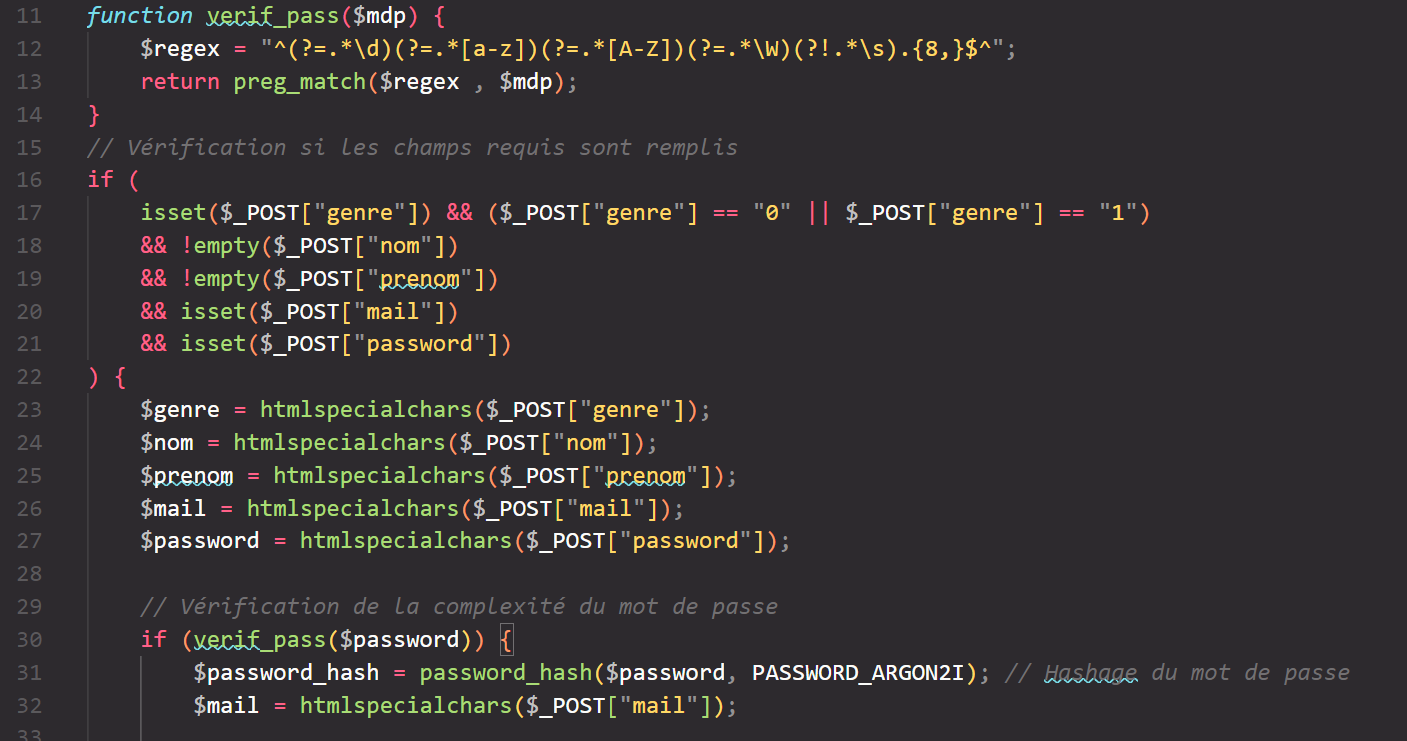 11 function verif_pass($mdp) {
12 $regex = "^(?=.*\d)(?=.*[a-z])(?=.*[A-Z])(?=.*\W)(?!.*\s).{8,}$^";
13 return preg_match($regex , $mdp);
14 }
15 // Vérification si les champs requis sont remplis
16 if (
17 isset($_POST["genre"]) && ($_POST["genre"] == "0" || $_POST["genre"] == "1")
18 && !empty($_POST["nom"])
19 && !empty($_POST["prenom"])
20 && isset($_POST["mail"])
21 && isset($_POST["password"])
22 ) {
23 $genre = htmlspecialchars($_POST["genre"]);
24 $nom = htmlspecialchars($_POST["nom"]);
25 $prenom = htmlspecialchars($_POST["prenom"]);
26 $mail = htmlspecialchars($_POST["mail"]);
27 $password = htmlspecialchars($_POST["password"]);
28
29 // Vérification de la complexité du mot de passe
30 if (verif_pass($password)) {
31 $password_hash = password_hash($password, PASSWORD_ARGON2I); // Hashage du mot de passe
32 $mail = htmlspecialchars($_POST["mail"]);
33